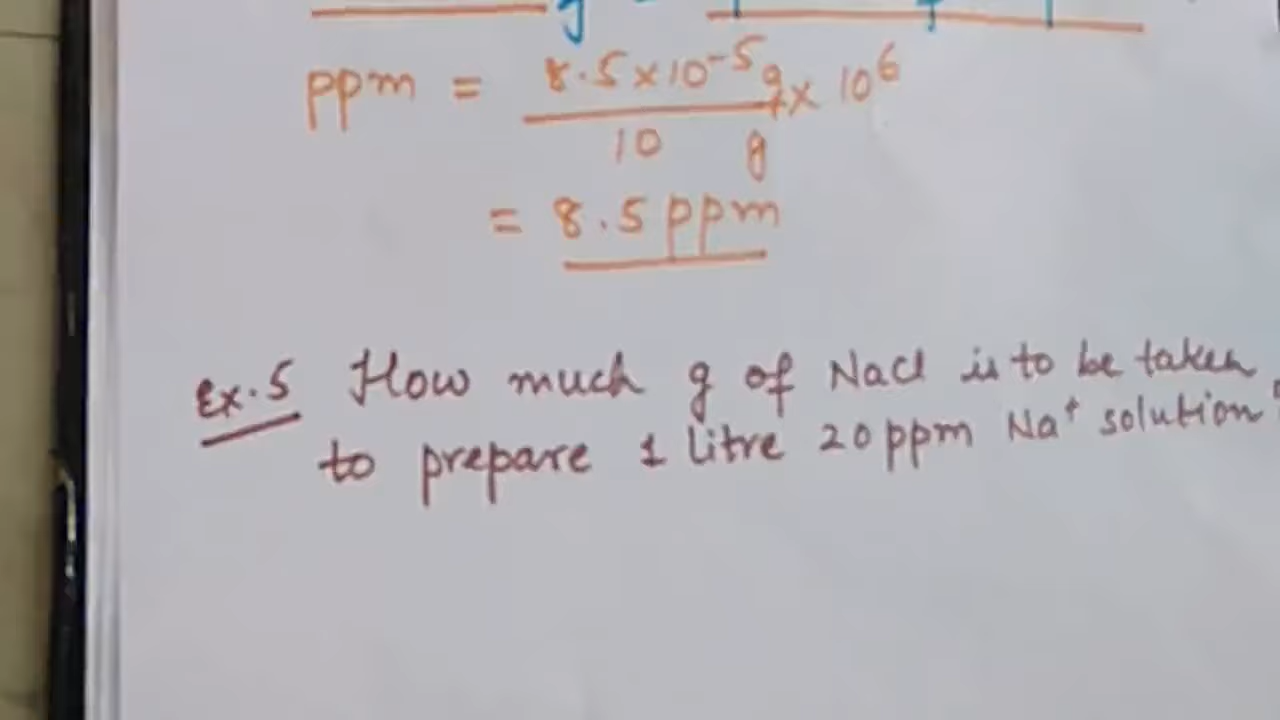 ppm = 8.5×10⁻⁵ g × 10⁶
10 g
= 8.5 ppm
Ex.5 How much g of NaCl is to be taken
to prepare 1 litre 20 ppm Na⁺ solution